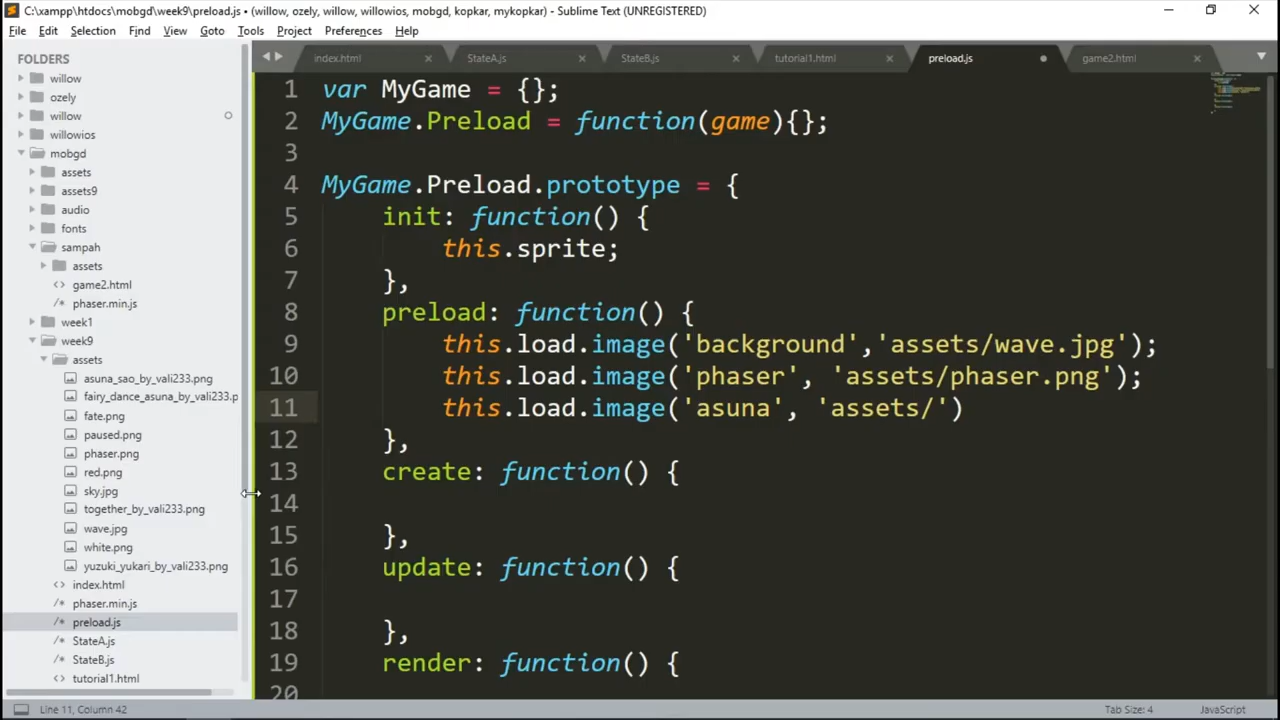 C:\xampp\htdocs\mobgd\week9\preload.js • (willow, ozely, willow, willowios, mobgd, kopkar, mykopkar) - Sublime Text (UNREGISTERED)
File Edit Selection Find View Goto Tools Project Preferences Help
index.html StateA.js StateB.js tutorial1.html preload.js game2.html
FOLDERS
willow
ozely
willow
willowios
mobgd
assets
assets9
audio
fonts
sampah
assets
game2.html
phaser.min.js
week1
week9
assets
asuna_sao_by_vali233.png
fairy_dance_asuna_by_vali233.p
fate.png
paused.png
phaser.png
red.png
sky.jpg
together_by_vali233.png
wave.jpg
white.png
yuzuki_yukari_by_vali233.png
index.html
phaser.min.js
preload.js
StateA.js
StateB.js
tutorial1.html
1 var MyGame = {};
2 MyGame.Preload = function(game){};
3
4 MyGame.Preload.prototype = {
5 init: function() {
6 this.sprite;
7 },
8 preload: function() {
9 this.load.image('background','assets/wave.jpg');
10 this.load.image('phaser', 'assets/phaser.png');
11 this.load.image('asuna', 'assets/')
12 },
13 create: function() {
14
15 },
16 update: function() {
17
18 },
19 render: function() {
20
Line 11, Column 42 Tab Size: 4 JavaScript